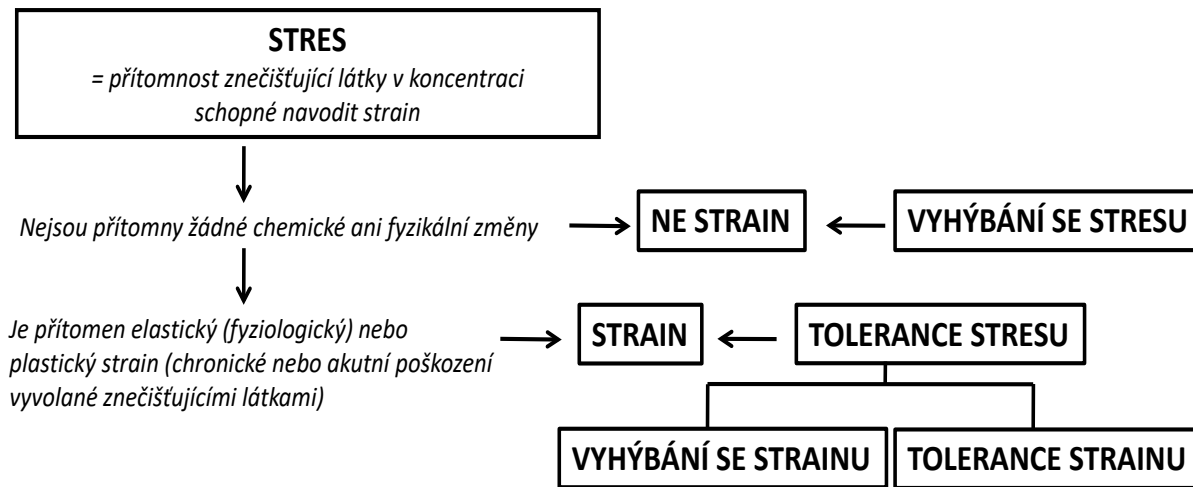 STRES
= přítomnost znečišťující látky v koncentraci
schopné navodit strain
Nejsou přítomny žádné chemické ani fyzikální změny
NE STRAIN
VYHÝBÁNÍ SE STRESU
Je přítomen elastický (fyziologický) nebo
plastický strain (chronické nebo akutní poškození
vyvolané znečišťujícími látkami)
STRAIN
TOLERANCE STRESU
VYHÝBÁNÍ SE STRAINU
TOLERANCE STRAINU